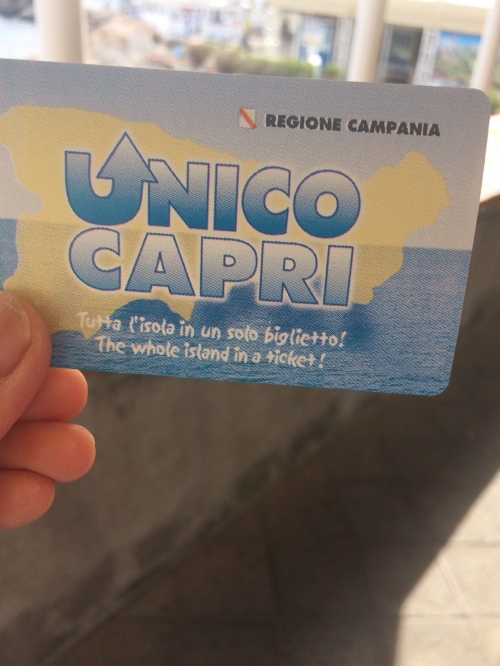 REGIONE CAMPANIA
UNICO
CAPRI
Tutta l'isola in un solo biglietto!
The whole island in a ticket!